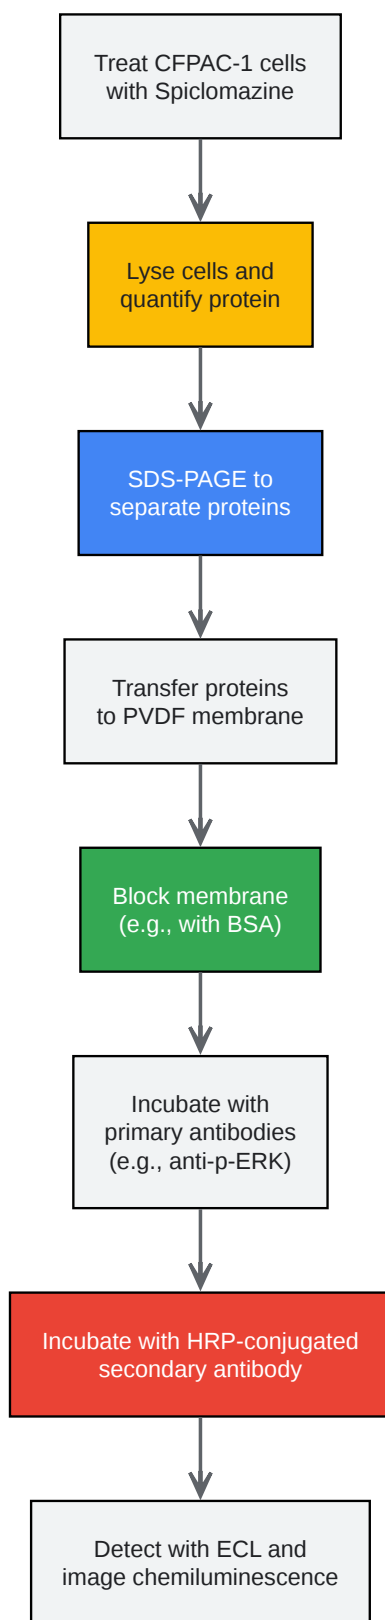 Treat CFPAC-1 cells
with Spiclomazine
Lyse cells and
quantify protein
SDS-PAGE to
separate proteins
Transfer proteins
to PVDF membrane
Block membrane
(e.g., with BSA)
Incubate with
primary antibodies
(e.g., anti-p-ERK)
Incubate with HRP-conjugated
secondary antibody
Detect with ECL and
image chemiluminescence